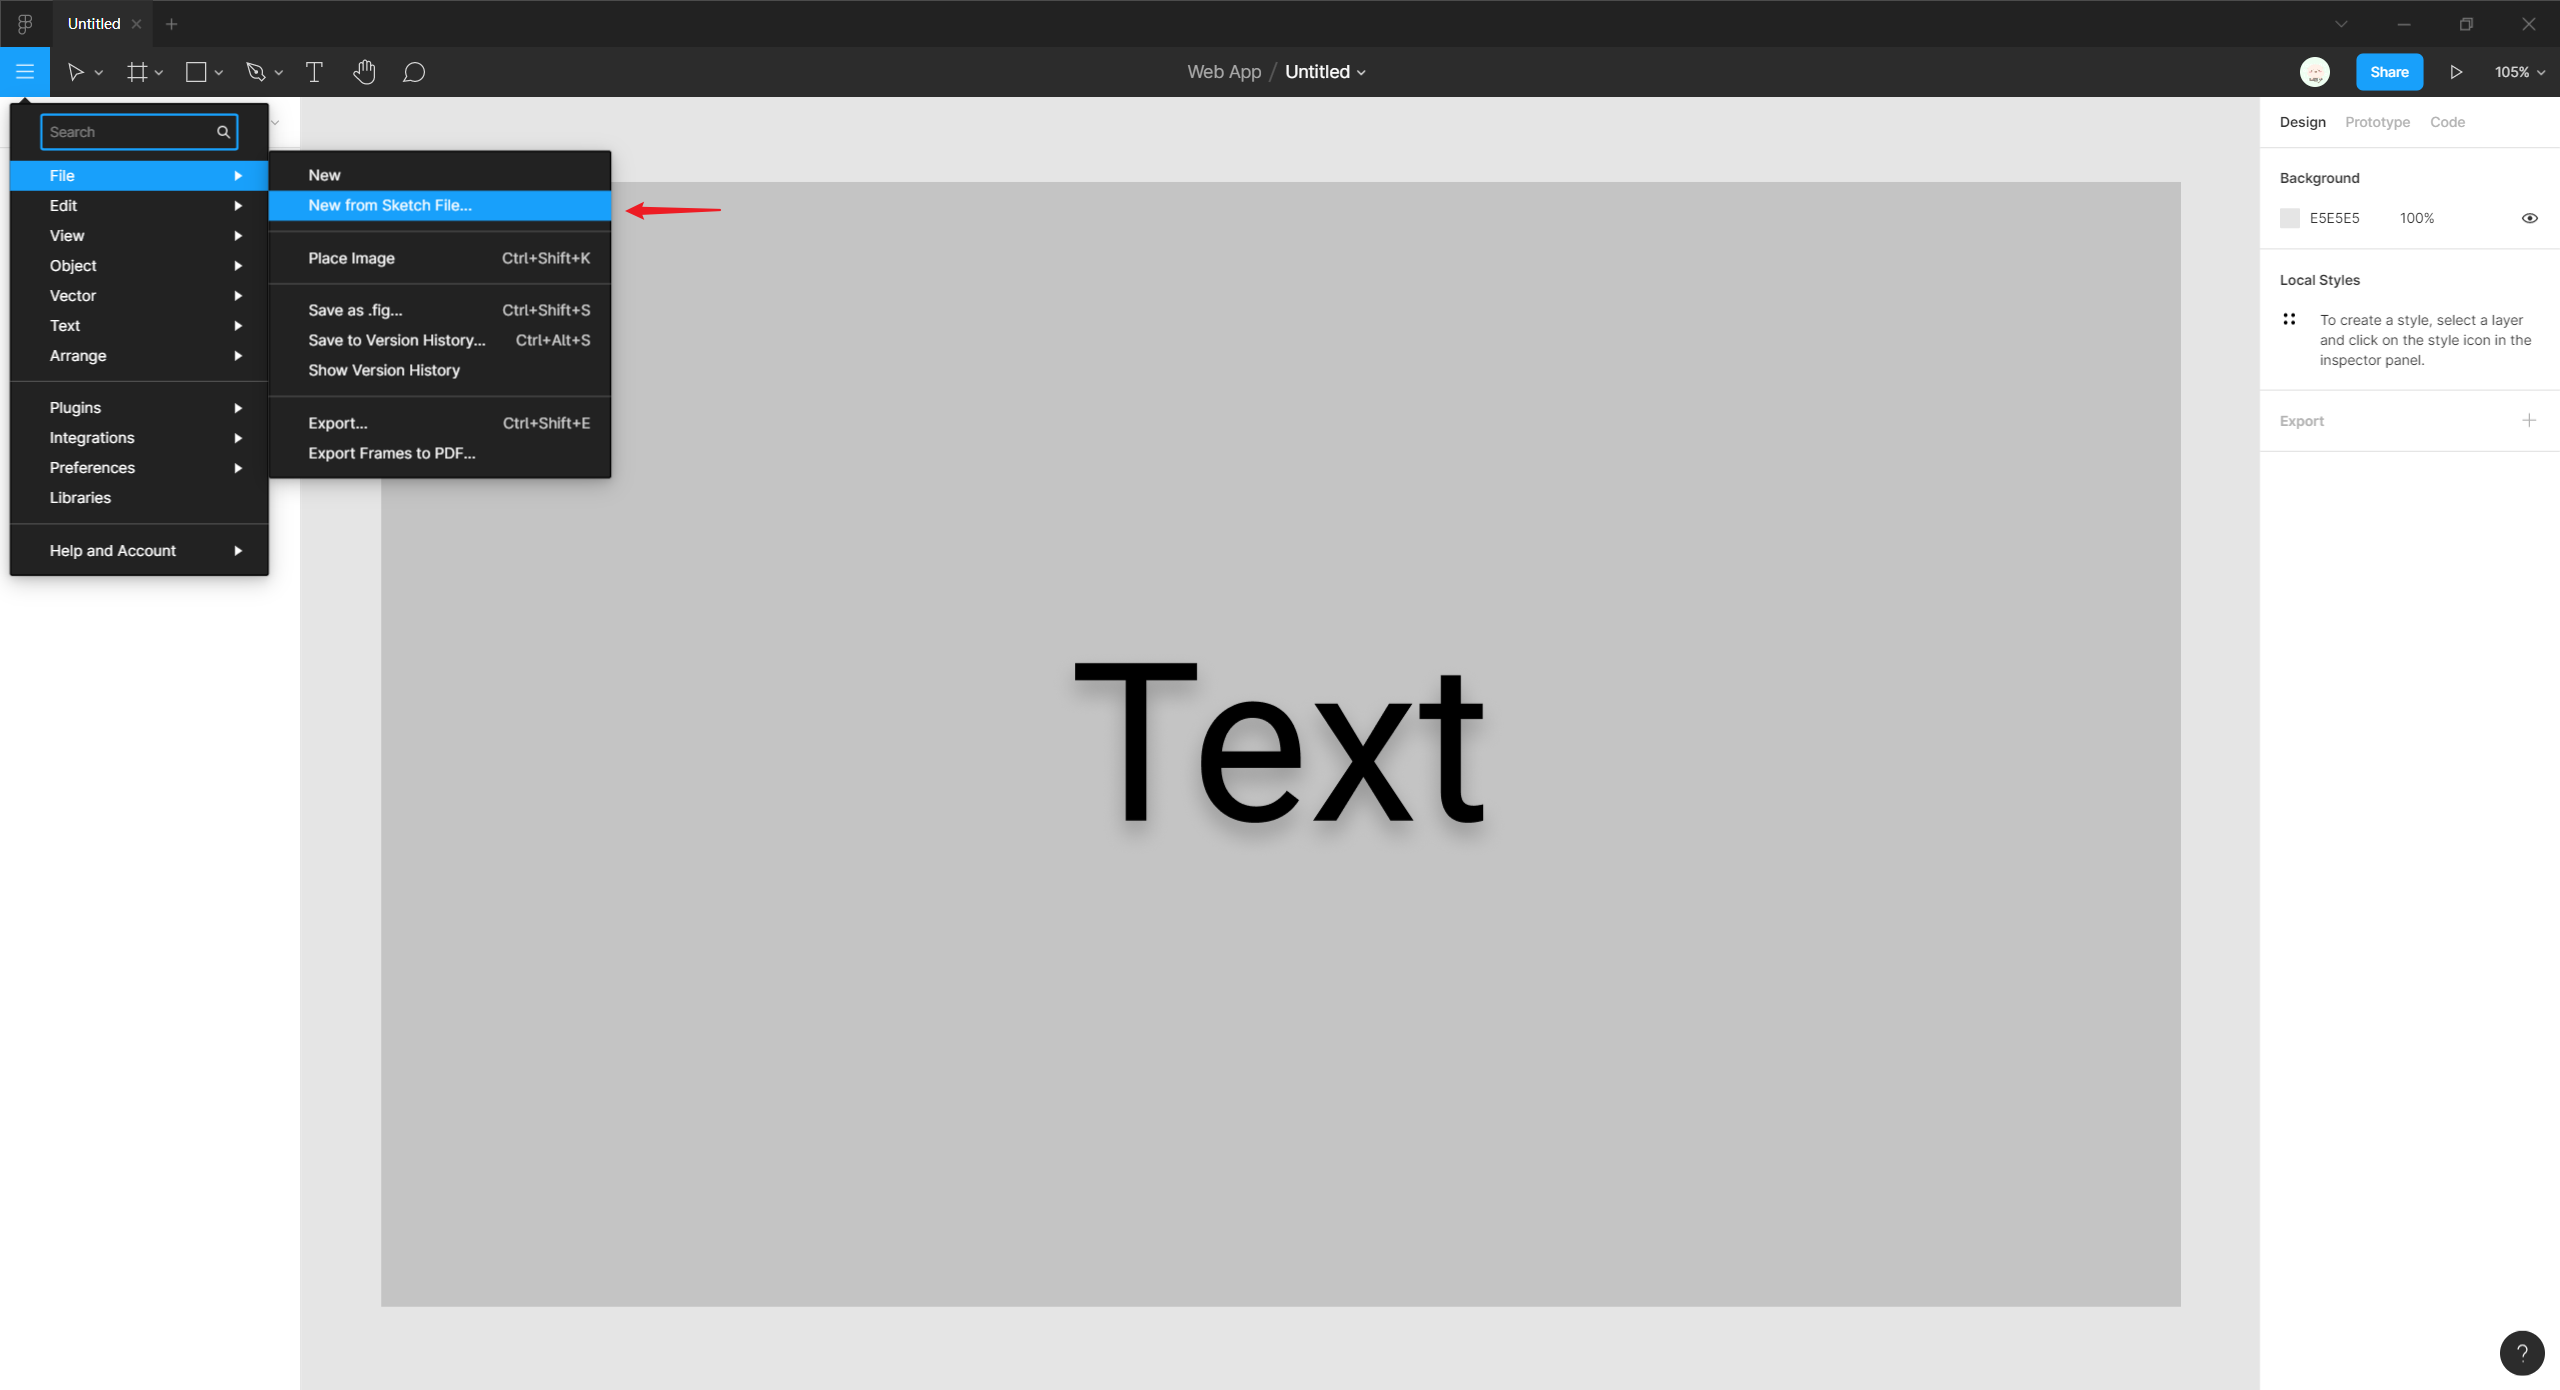 Untitled
Web App / Untitled
Share
105%
Search
File
Edit
View
Object
Vector
Text
Arrange
Plugins
Integrations
Preferences
Libraries
Help and Account
New
New from Sketch File...
Place Image Ctrl+Shift+K
Save as .fig... Ctrl+Shift+S
Save to Version History... Ctrl+Alt+S
Show Version History
Export... Ctrl+Shift+E
Export Frames to PDF...
Text
Design Prototype Code
Background
E5E5E5 100%
Local Styles
To create a style, select a layer
and click on the style icon in the
inspector panel.
Export
?